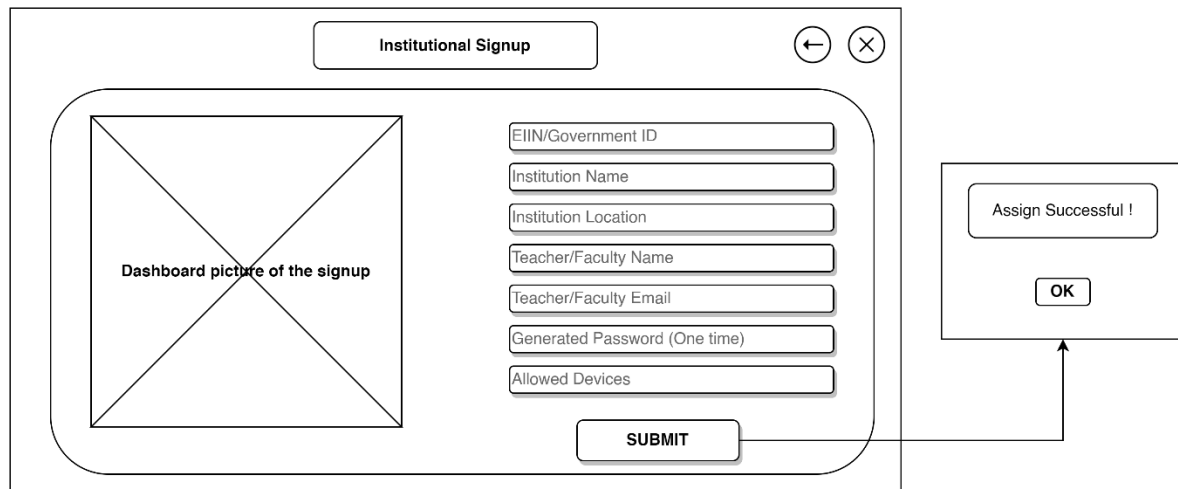 Institutional Signup
Dashboard picture of the signup
EIIN/Government ID
Institution Name
Institution Location
Teacher/Faculty Name
Teacher/Faculty Email
Generated Password (One time)
Allowed Devices
SUBMIT
Assign Successful !
OK